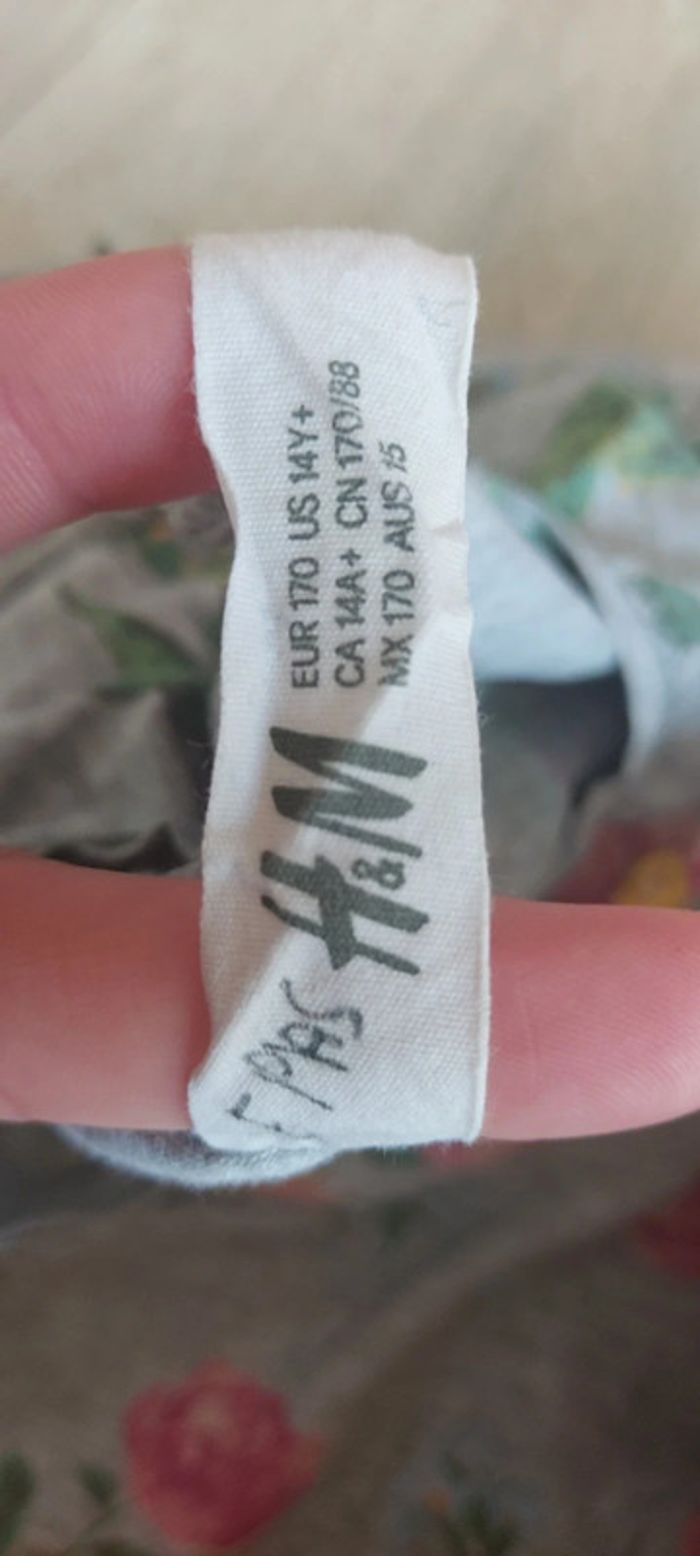 EUR 170 US 14Y+
CA 14A+ CN 170/88
MX 170 AUS 15
H&M